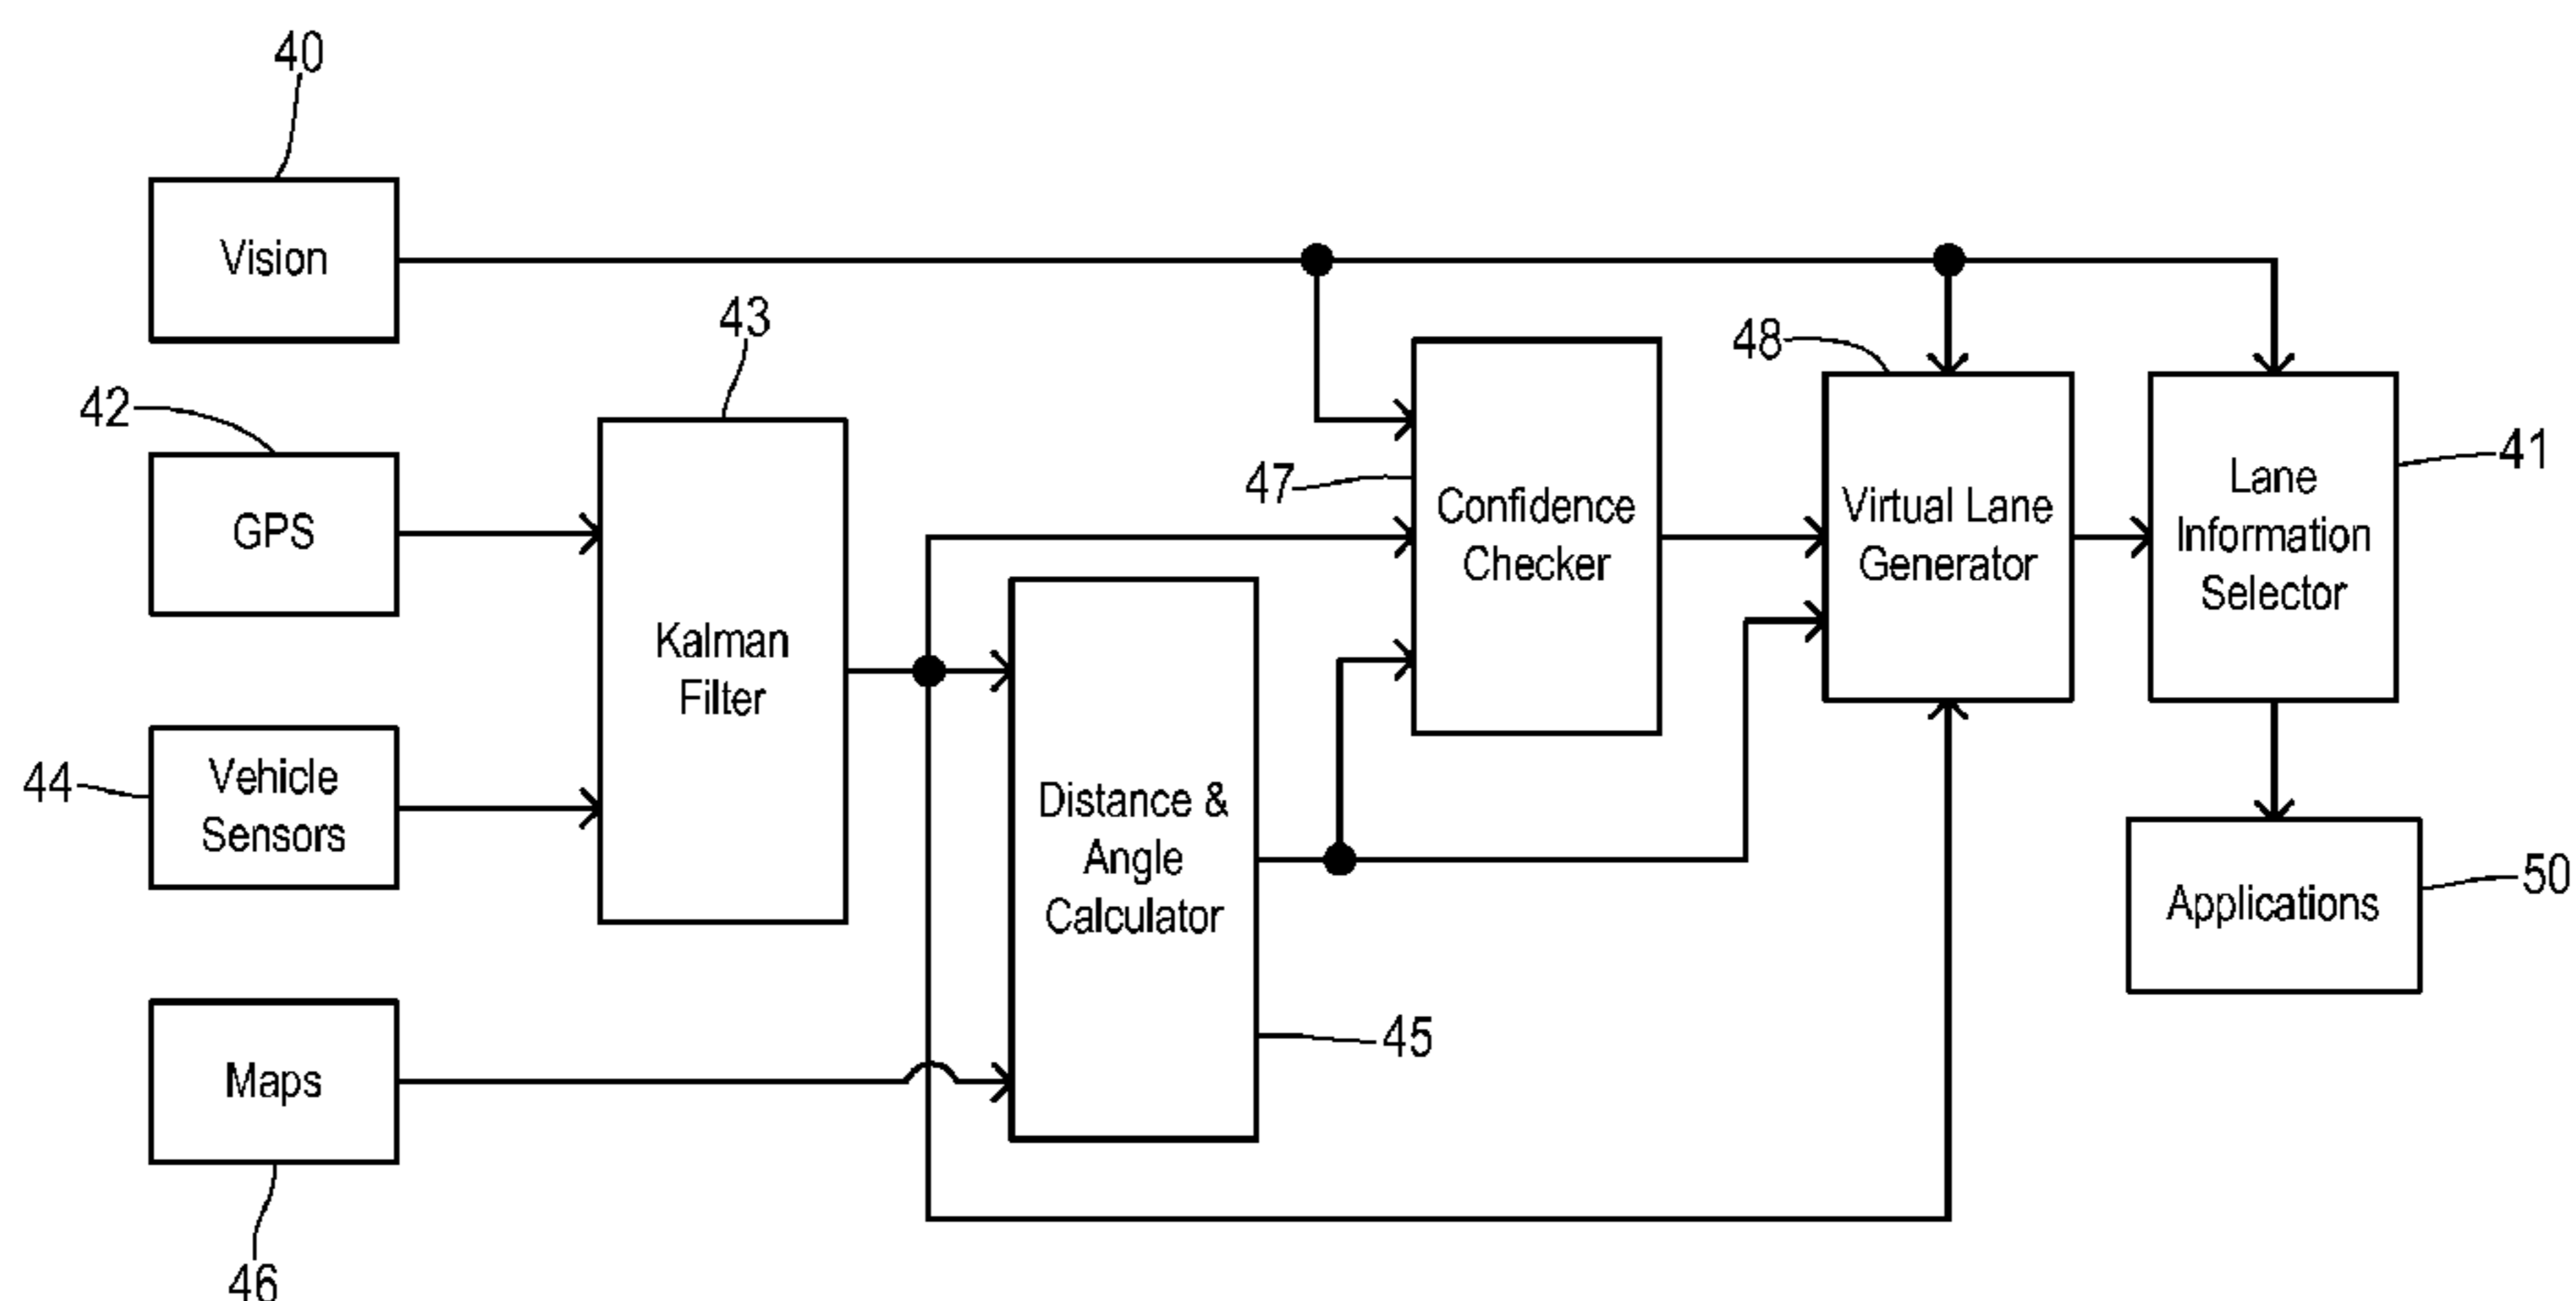 40
Vision
43
42
GPS
48
41
47
Confidence
Checker
Virtual Lane
Generator
Lane
Information
Selector
Kalman
Filter
44
Vehicle
Sensors
Distance &
Angle
Calculator
50
Applications
45
Maps
46